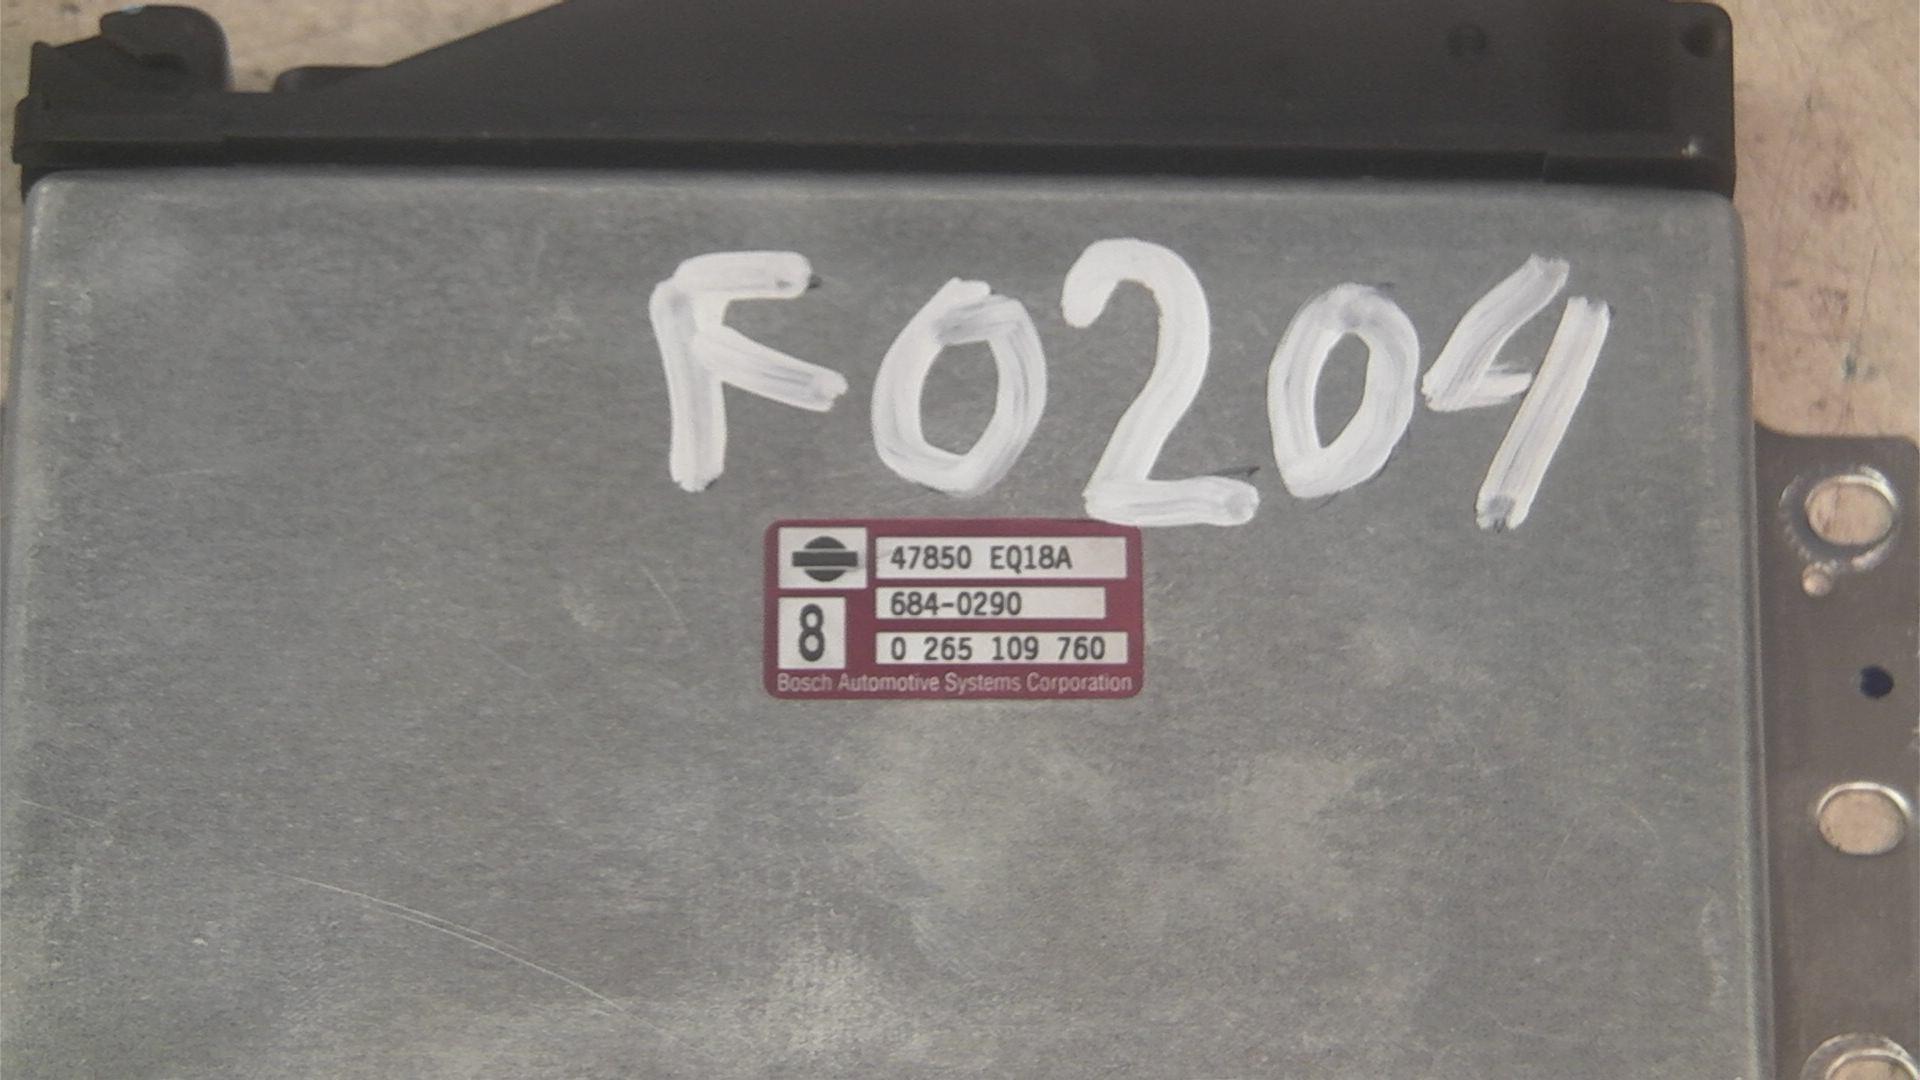 F0204
47850 EQ18A
684-0290
8
0 265 109 760
Bosch Automotive Systems Corporation